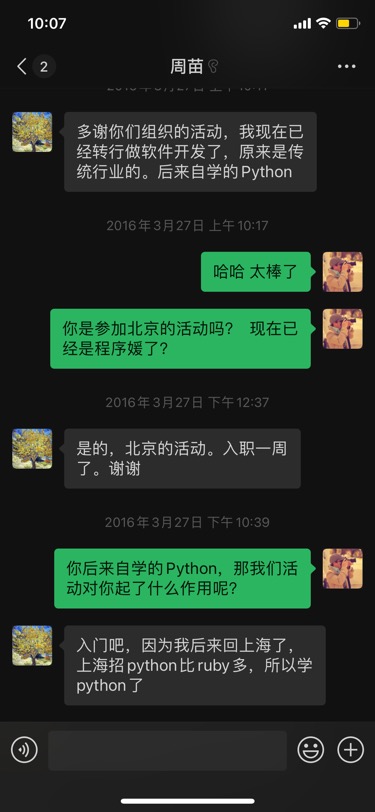 10:07
2
周苗
多谢你们组织的活动，我现在已
经转行做软件开发了，原来是传
统行业的。后来自学的Python
2016年3月27日 上午10:17
哈哈 太棒了
你是参加北京的活动吗？ 现在已
经是程序媛了？
2016年3月27日 下午12:37
是的，北京的活动。入职一周
了。谢谢
2016年3月27日 下午10:39
你后来自学的Python，那我们活
动对你起了什么作用呢？
入门吧，因为我后来回上海了，
上海招python比ruby多，所以学
python了